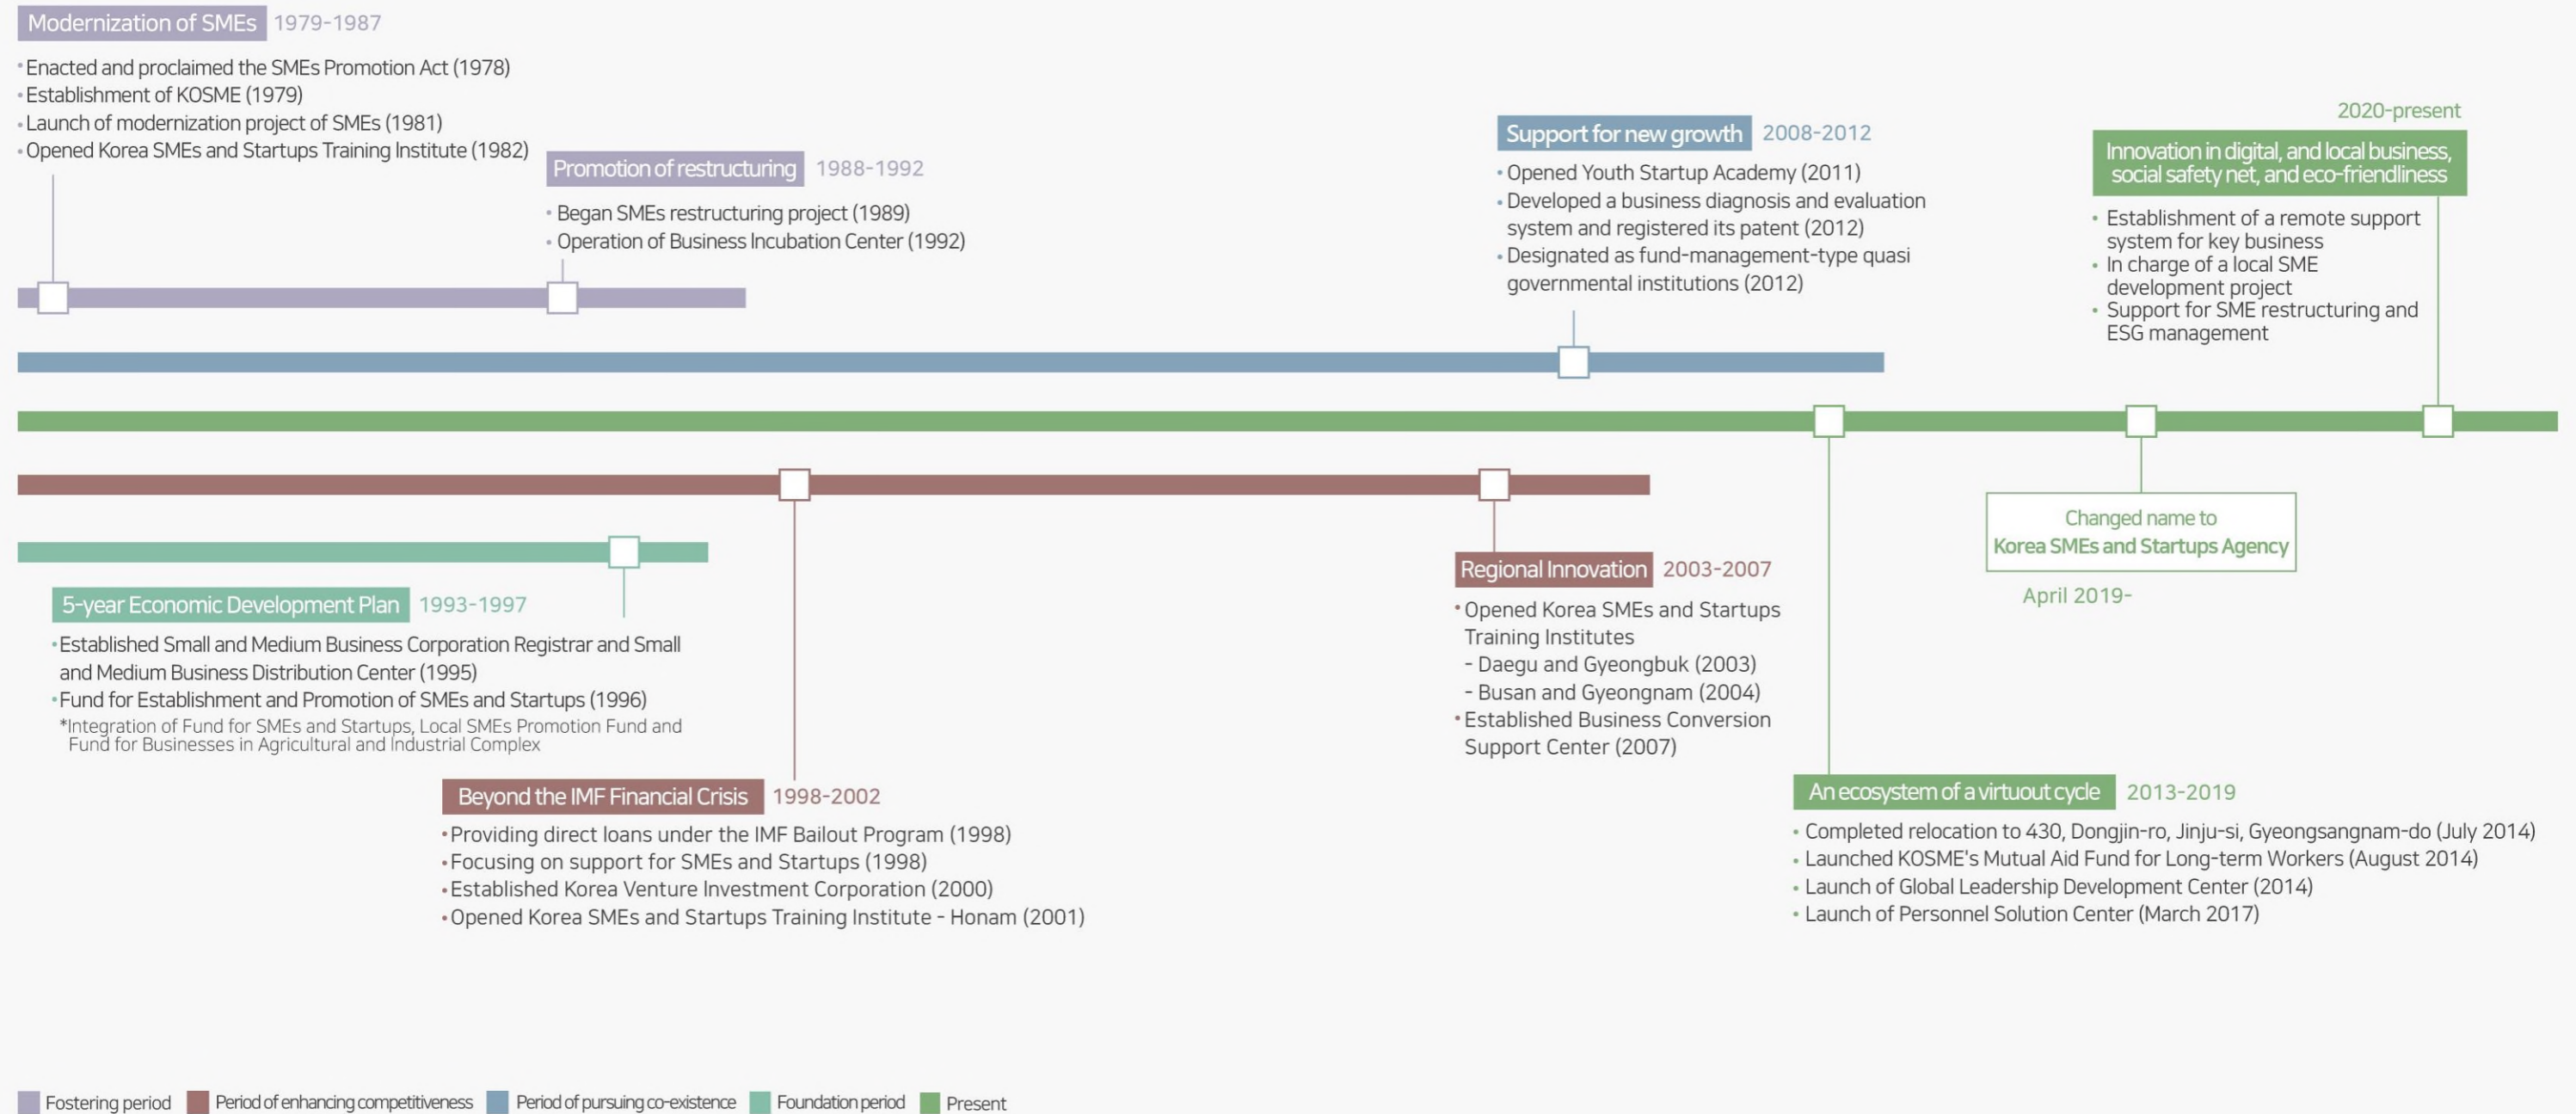 Modernization of SMEs 1979-1987
• Enacted and proclaimed the SMEs Promotion Act (1978)
• Establishment of KOSME (1979)
• Launch of modernization project of SMEs (1981)
• Opened Korea SMEs and Startups Training Institute (1982)
Promotion of restructuring 1988-1992
• Began SMEs restructuring project (1989)
• Operation of Business Incubation Center (1992)
Support for new growth 2008-2012
• Opened Youth Startup Academy (2011)
• Developed a business diagnosis and evaluation
system and registered its patent (2012)
• Designated as fund-management-type quasi
governmental institutions (2012)
2020-present
Innovation in digital, and local business,
social safety net, and eco-friendliness
• Establishment of a remote support
system for key business
• In charge of a local SME
development project
• Support for SME restructuring and
ESG management
5-year Economic Development Plan 1993-1997
• Established Small and Medium Business Corporation Registrar and Small
and Medium Business Distribution Center (1995)
• Fund for Establishment and Promotion of SMEs and Startups (1996)
*Integration of Fund for SMEs and Startups, Local SMEs Promotion Fund and
Fund for Businesses in Agricultural and Industrial Complex
Beyond the IMF Financial Crisis 1998-2002
• Providing direct loans under the IMF Bailout Program (1998)
• Focusing on support for SMEs and Startups (1998)
• Established Korea Venture Investment Corporation (2000)
• Opened Korea SMEs and Startups Training Institute - Honam (2001)
Regional Innovation 2003-2007
• Opened Korea SMEs and Startups
Training Institutes
- Daegu and Gyeongbuk (2003)
- Busan and Gyeongnam (2004)
• Established Business Conversion
Support Center (2007)
Changed name to
Korea SMEs and Startups Agency
April 2019-
An ecosystem of a virtuout cycle 2013-2019
• Completed relocation to 430, Dongjin-ro, Jinju-si, Gyeongsangnam-do (July 2014)
• Launched KOSME's Mutual Aid Fund for Long-term Workers (August 2014)
• Launch of Global Leadership Development Center (2014)
• Launch of Personnel Solution Center (March 2017)
Fostering period Period of enhancing competitiveness Period of pursuing co-existence Foundation period Present